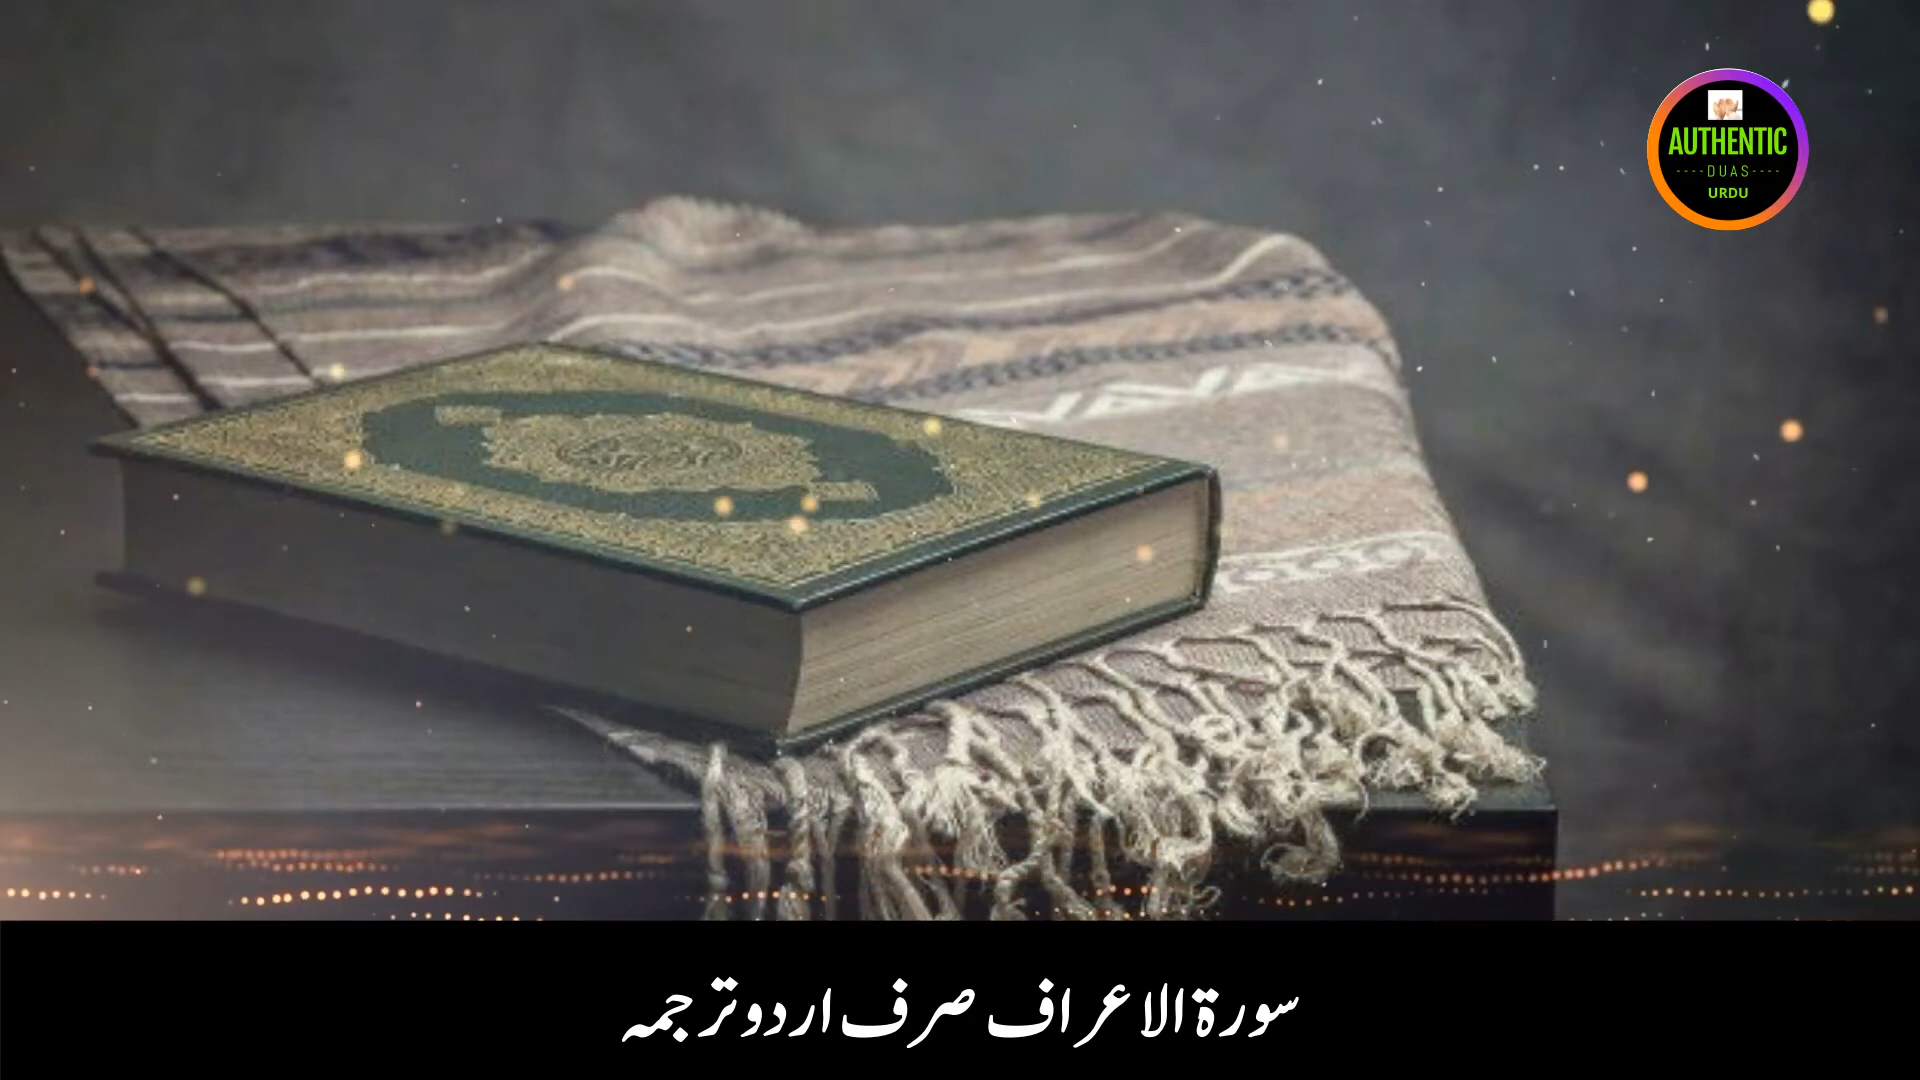 AUTHENTIC
----DUAS----
URDU
سورۃ الاعراف صرف اردو ترجمہ